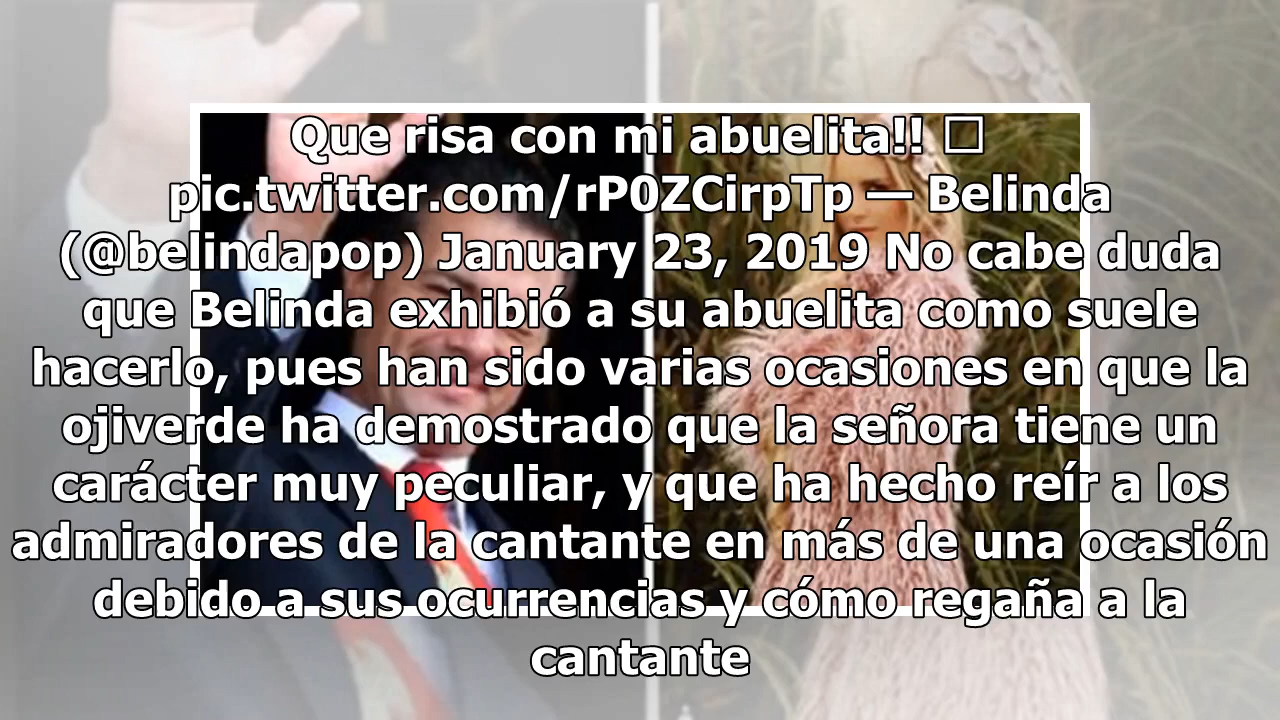 Que risa con mi abuelita!! □
pic.twitter.com/rP0ZCirpTp — Belinda
(@belindapop) January 23, 2019 No cabe duda
que Belinda exhibió a su abuelita como suele
hacerlo, pues han sido varias ocasiones en que la
ojiverde ha demostrado que la señora tiene un
carácter muy peculiar, y que ha hecho reír a los
admiradores de la cantante en más de una ocasión
debido a sus ocurrencias y cómo regaña a la
cantante